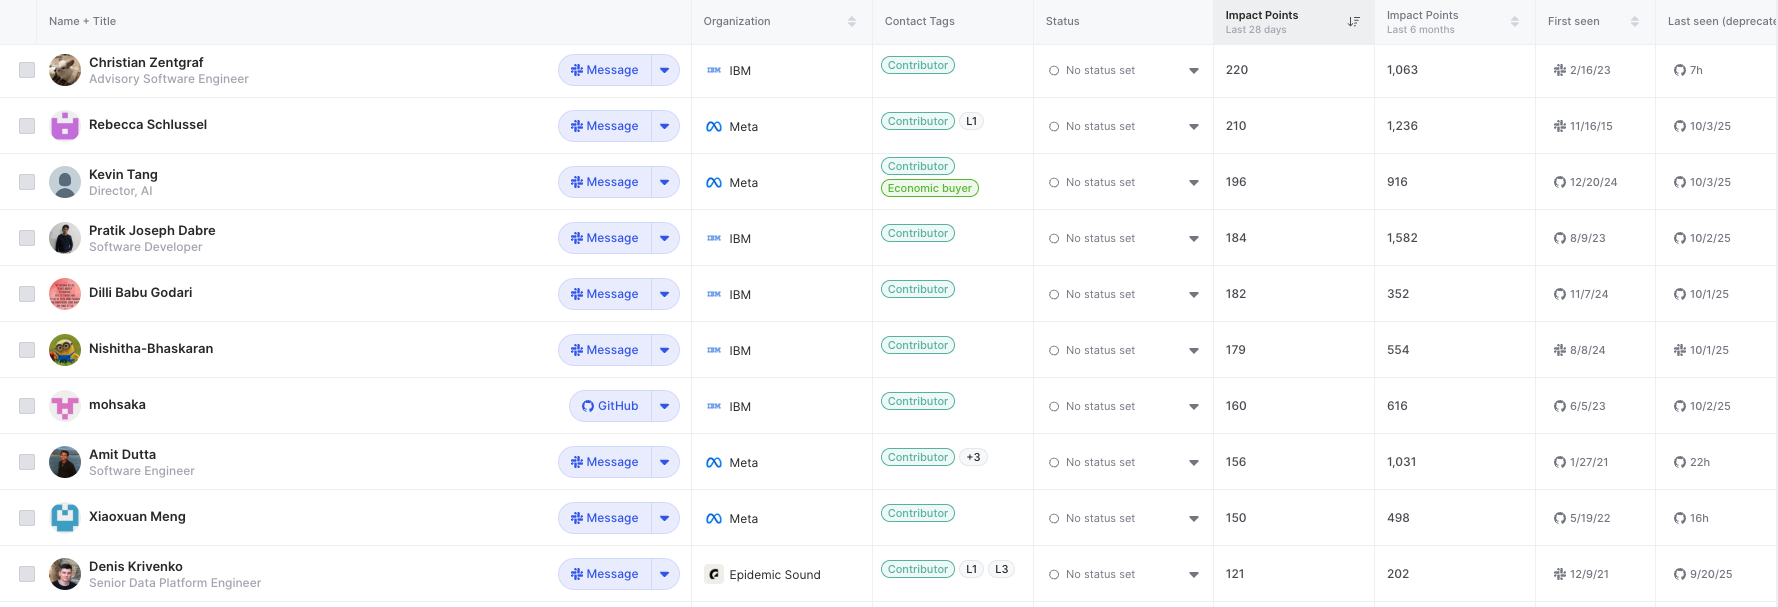 Name + Title Organization Contact Tags Status Impact Points Last 28 days Impact Points Last 6 months First seen Last seen (deprecate
Christian Zentgraf Advisory Software Engineer Message IBM IBM Contributor No status set 220 1,063 2/16/23 7h
Rebecca Schlussel Message Meta Contributor L1 No status set 210 1,236 11/16/15 10/3/25
Kevin Tang Director, AI Message Meta Contributor Economic buyer No status set 196 916 12/20/24 10/3/25
Pratik Joseph Dabre Software Developer Message IBM IBM Contributor No status set 184 1,582 8/9/23 10/2/25
Dilli Babu Godari Message IBM IBM Contributor No status set 182 352 11/7/24 10/1/25
Nishitha-Bhaskaran Message IBM IBM Contributor No status set 179 554 8/8/24 10/1/25
mohsaka GitHub IBM IBM Contributor No status set 160 616 6/5/23 10/2/25
Amit Dutta Software Engineer Message Meta Contributor +3 No status set 156 1,031 1/27/21 22h
Xiaoxuan Meng Message Meta Contributor No status set 150 498 5/19/22 16h
Denis Krivenko Senior Data Platform Engineer Message Epidemic Sound Contributor L1 L3 No status set 121 202 12/9/21 9/20/25